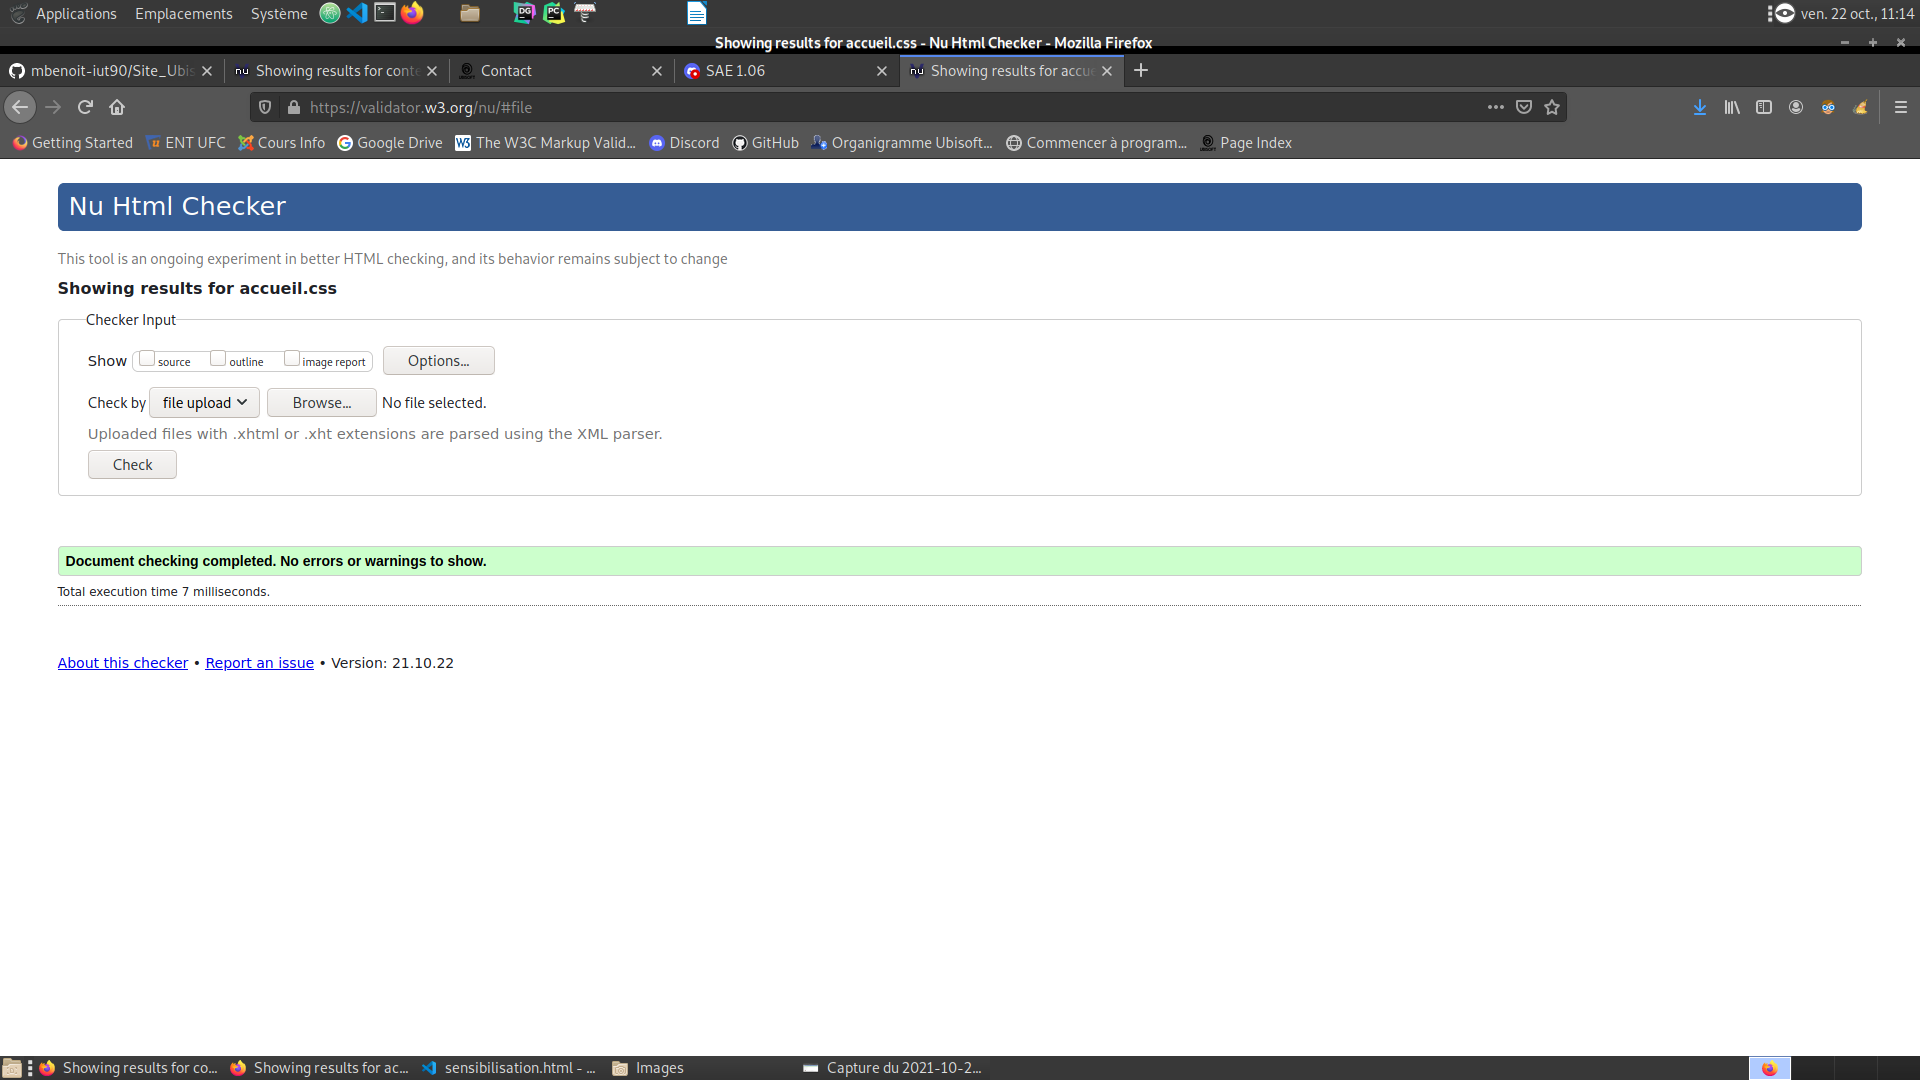 Applications Emplacements Système ven. 22 oct., 11:14
Showing results for accueil.css - Nu Html Checker - Mozilla Firefox
mbenoit-iut90/Site_Ubis Showing results for conte Contact SAE 1.06 Showing results for accue
https://validator.w3.org/nu/#file
Getting Started ENT UFC Cours Info Google Drive The W3C Markup Valid... Discord GitHub Organigramme Ubisoft... Commencer à program... Page Index
Nu Html Checker
This tool is an ongoing experiment in better HTML checking, and its behavior remains subject to change
Showing results for accueil.css
Checker Input
Show source outline image report Options...
Check by file upload Browse... No file selected.
Uploaded files with .xhtml or .xht extensions are parsed using the XML parser.
Check
Document checking completed. No errors or warnings to show.
Total execution time 7 milliseconds.
About this checker • Report an issue • Version: 21.10.22
Showing results for co... Showing results for ac... sensibilisation.html - ... Images Capture du 2021-10-2...